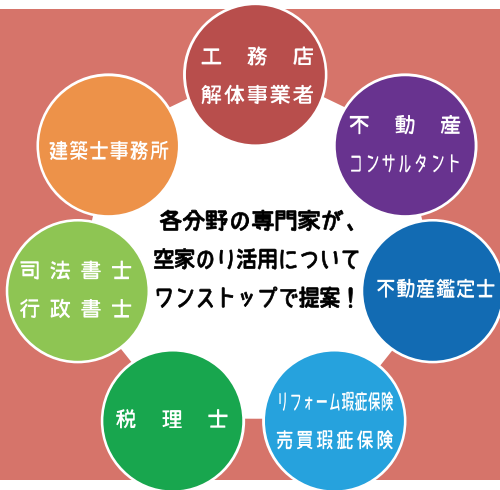 工務店
解体事業者
不動産
コンサルタント
不動産鑑定士
リフォーム瑕疵保険
売買瑕疵保険
税理士
司法書士
行政書士
建築士事務所
各分野の専門家が、
空家のり活用について
ワンストップで提案！